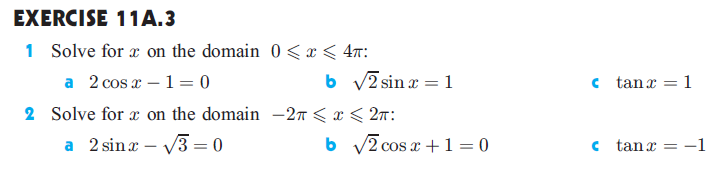 EXERCISE 11A.3
1 Solve for x on the domain 0 ⩽ x ⩽ 4π:
a 2 cos x − 1 = 0 b √2 sin x = 1 c tan x = 1
2 Solve for x on the domain −2π ⩽ x ⩽ 2π:
a 2 sin x − √3 = 0 b √2 cos x + 1 = 0 c tan x = −1